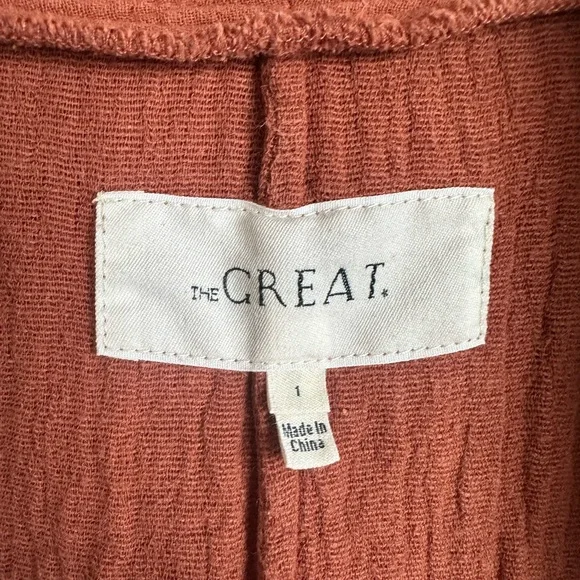 THE GREAT.*
1
Made In
China